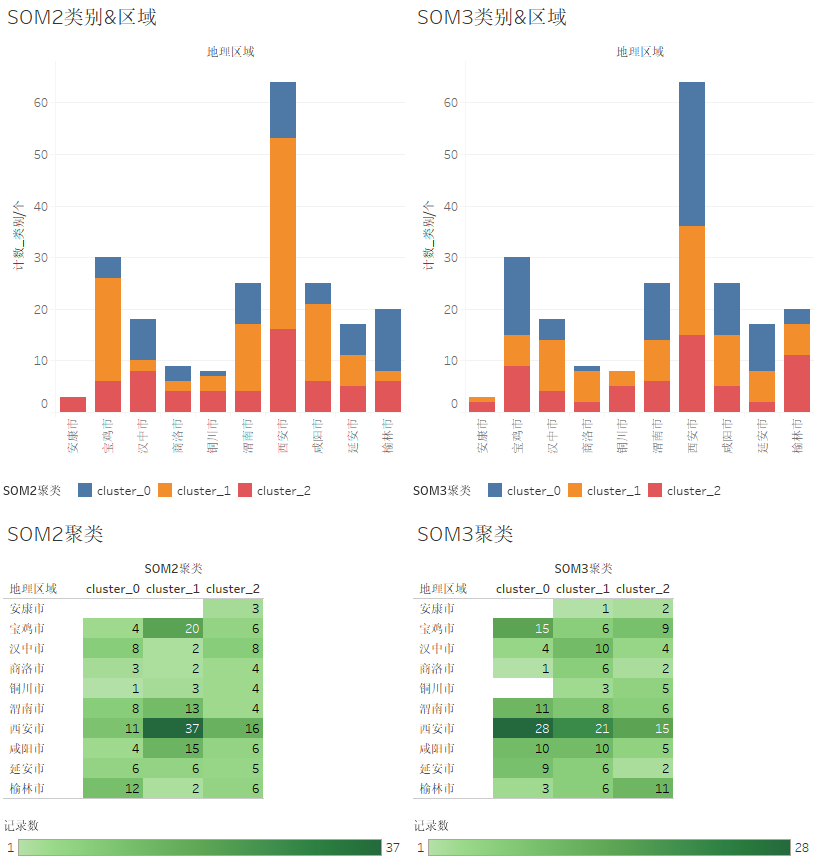 SOM2类别&区域
地理区域
计数_类别/个
60
50
40
30
20
10
0
安康市
宝鸡市
汉中市
商洛市
铜川市
渭南市
西安市
咸阳市
延安市
榆林市
SOM2聚类 cluster_0 cluster_1 cluster_2
SOM3类别&区域
地理区域
计数_类别/个
60
50
40
30
20
10
0
安康市
宝鸡市
汉中市
商洛市
铜川市
渭南市
西安市
咸阳市
延安市
榆林市
SOM3聚类 cluster_0 cluster_1 cluster_2
SOM2聚类
SOM2聚类
地理区域 cluster_0 cluster_1 cluster_2
安康市 3
宝鸡市 4 20 6
汉中市 8 2 8
商洛市 3 2 4
铜川市 1 3 4
渭南市 8 13 4
西安市 11 37 16
咸阳市 4 15 6
延安市 6 6 5
榆林市 12 2 6
记录数
1 37
SOM3聚类
SOM3聚类
地理区域 cluster_0 cluster_1 cluster_2
安康市 1 2
宝鸡市 15 6 9
汉中市 4 10 4
商洛市 1 6 2
铜川市 3 5
渭南市 11 8 6
西安市 28 21 15
咸阳市 10 10 5
延安市 9 6 2
榆林市 3 6 11
记录数
1 28